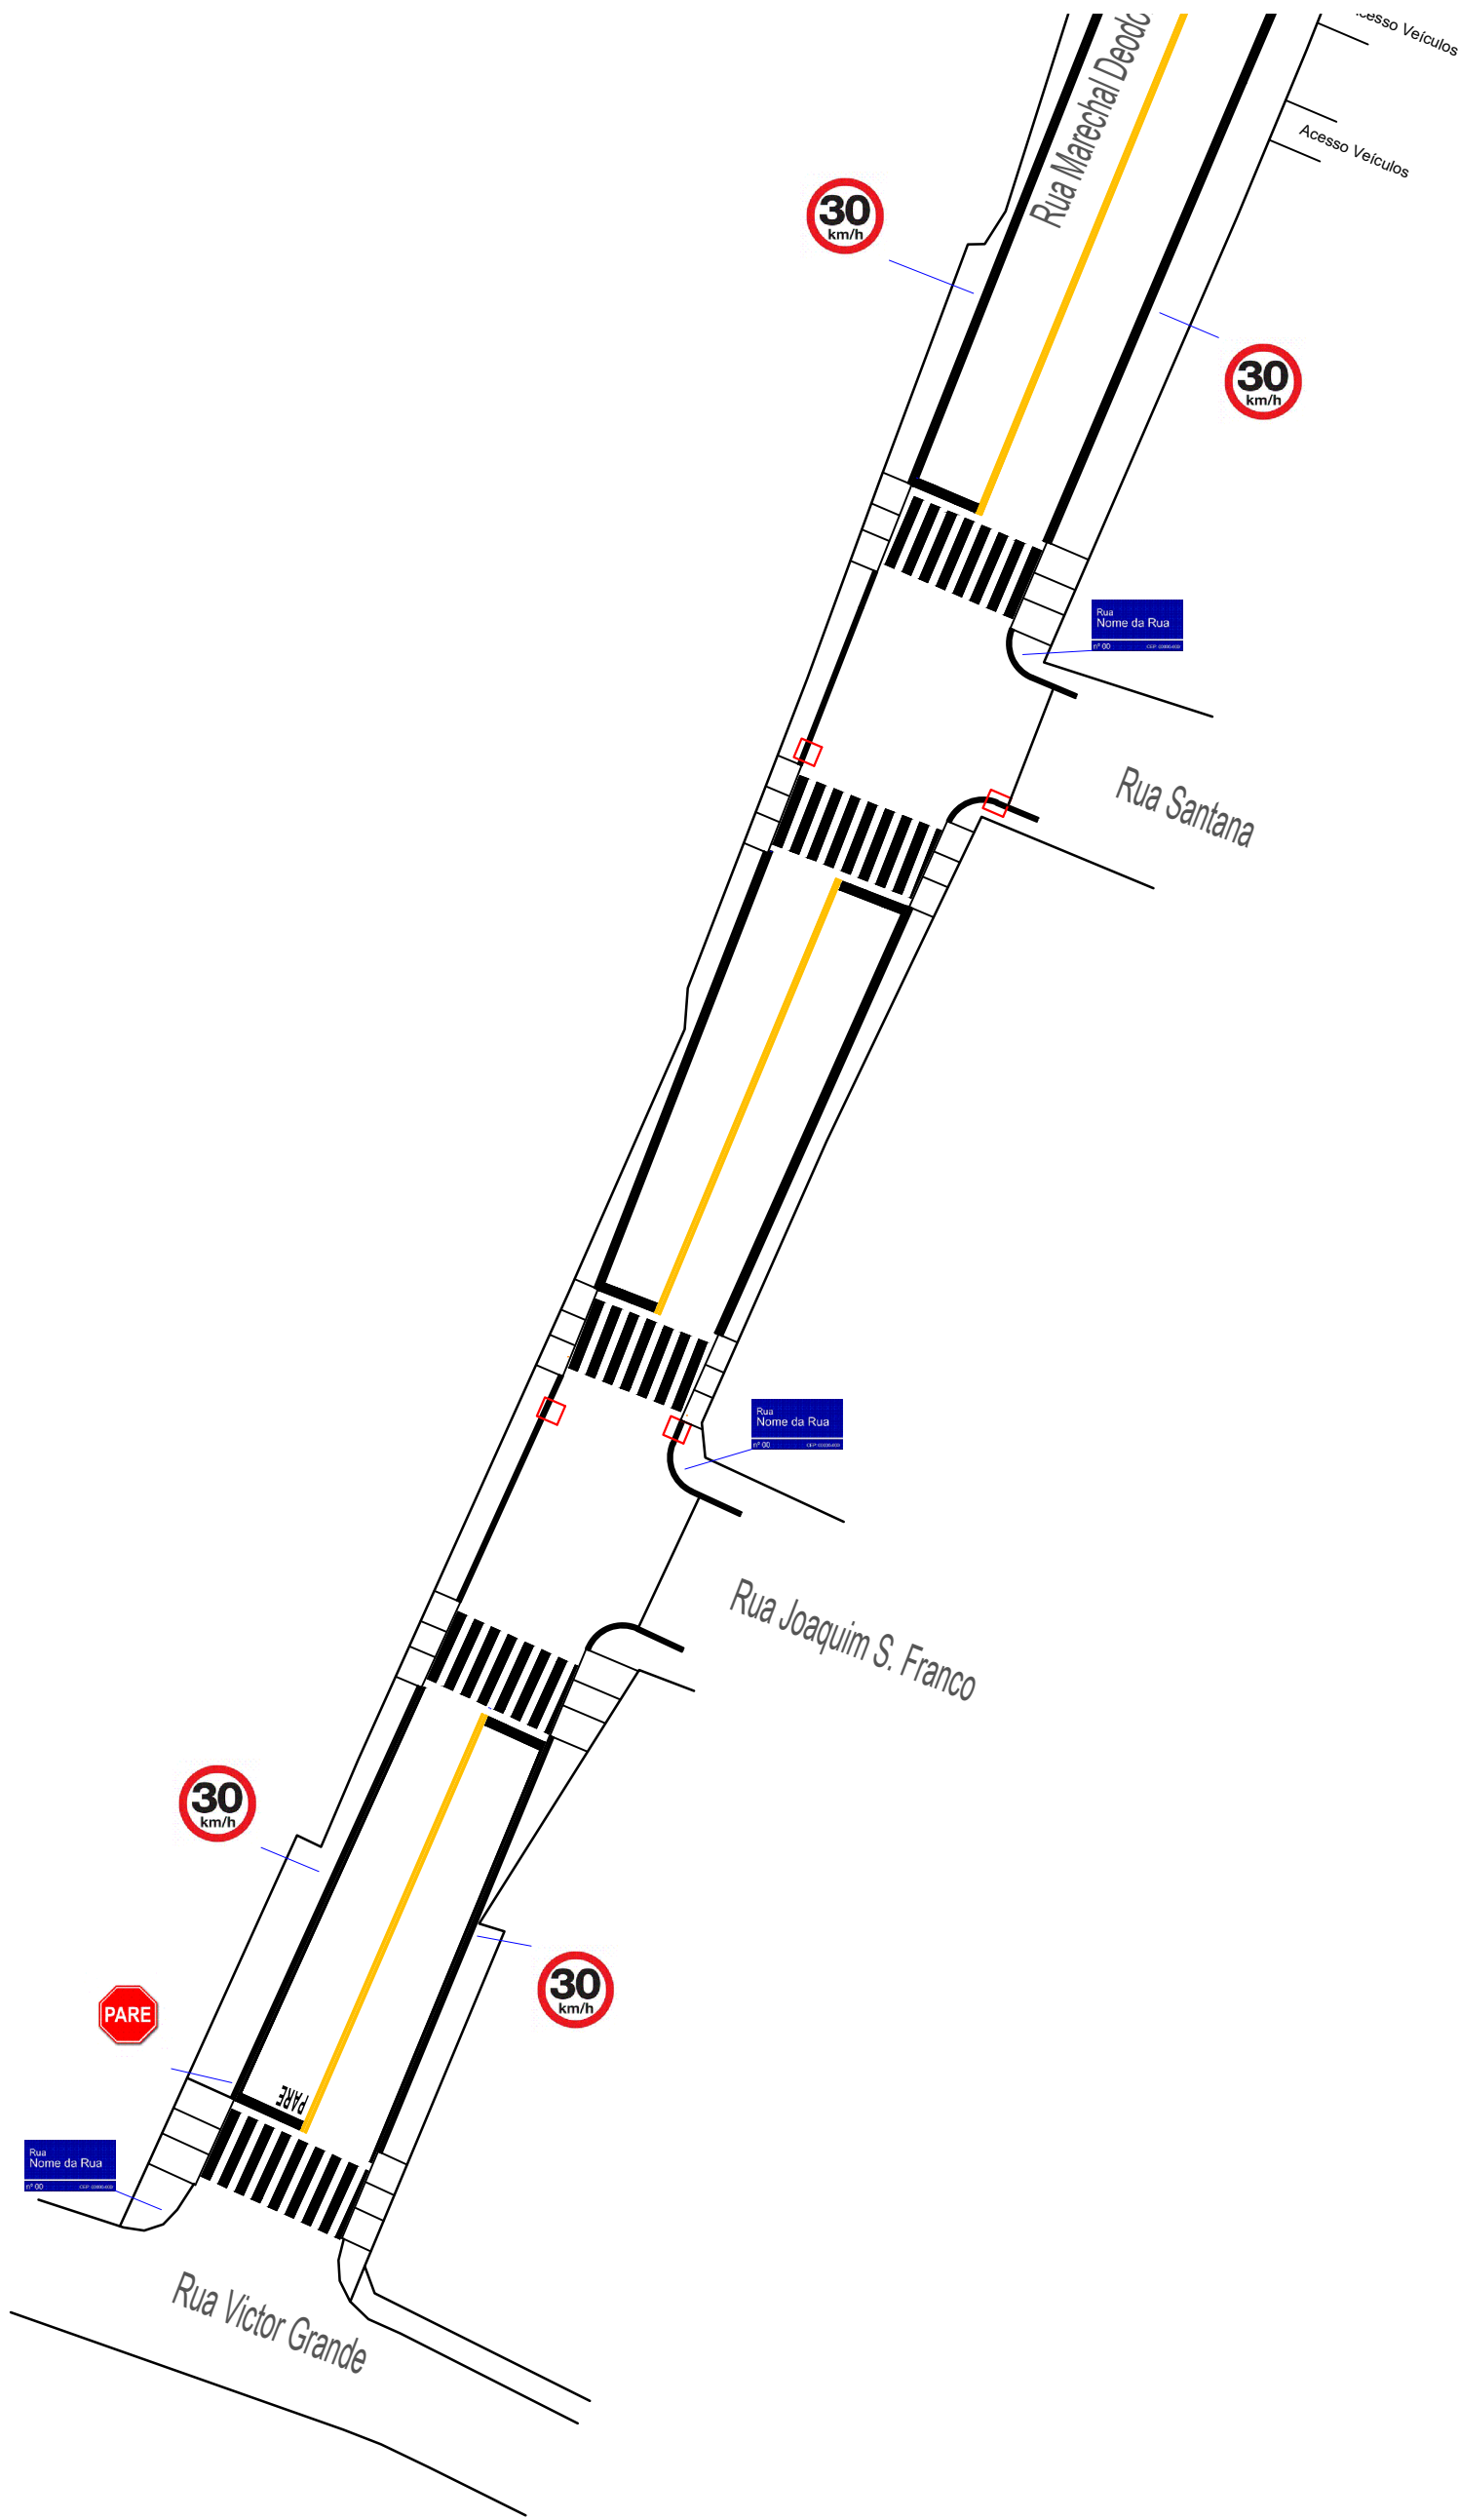 Acesso Veículos
Rua Marechal
Acesso Veículos
30
km/h
30
km/h
Rua
Nome da Rua
nº 00
Rua Santana
Rua
Nome da Rua
nº 00
Rua Joaquim S. Franco
30
km/h
30
km/h
PARE
PARE
Rua
Nome da Rua
nº 00
Rua Victor Grande